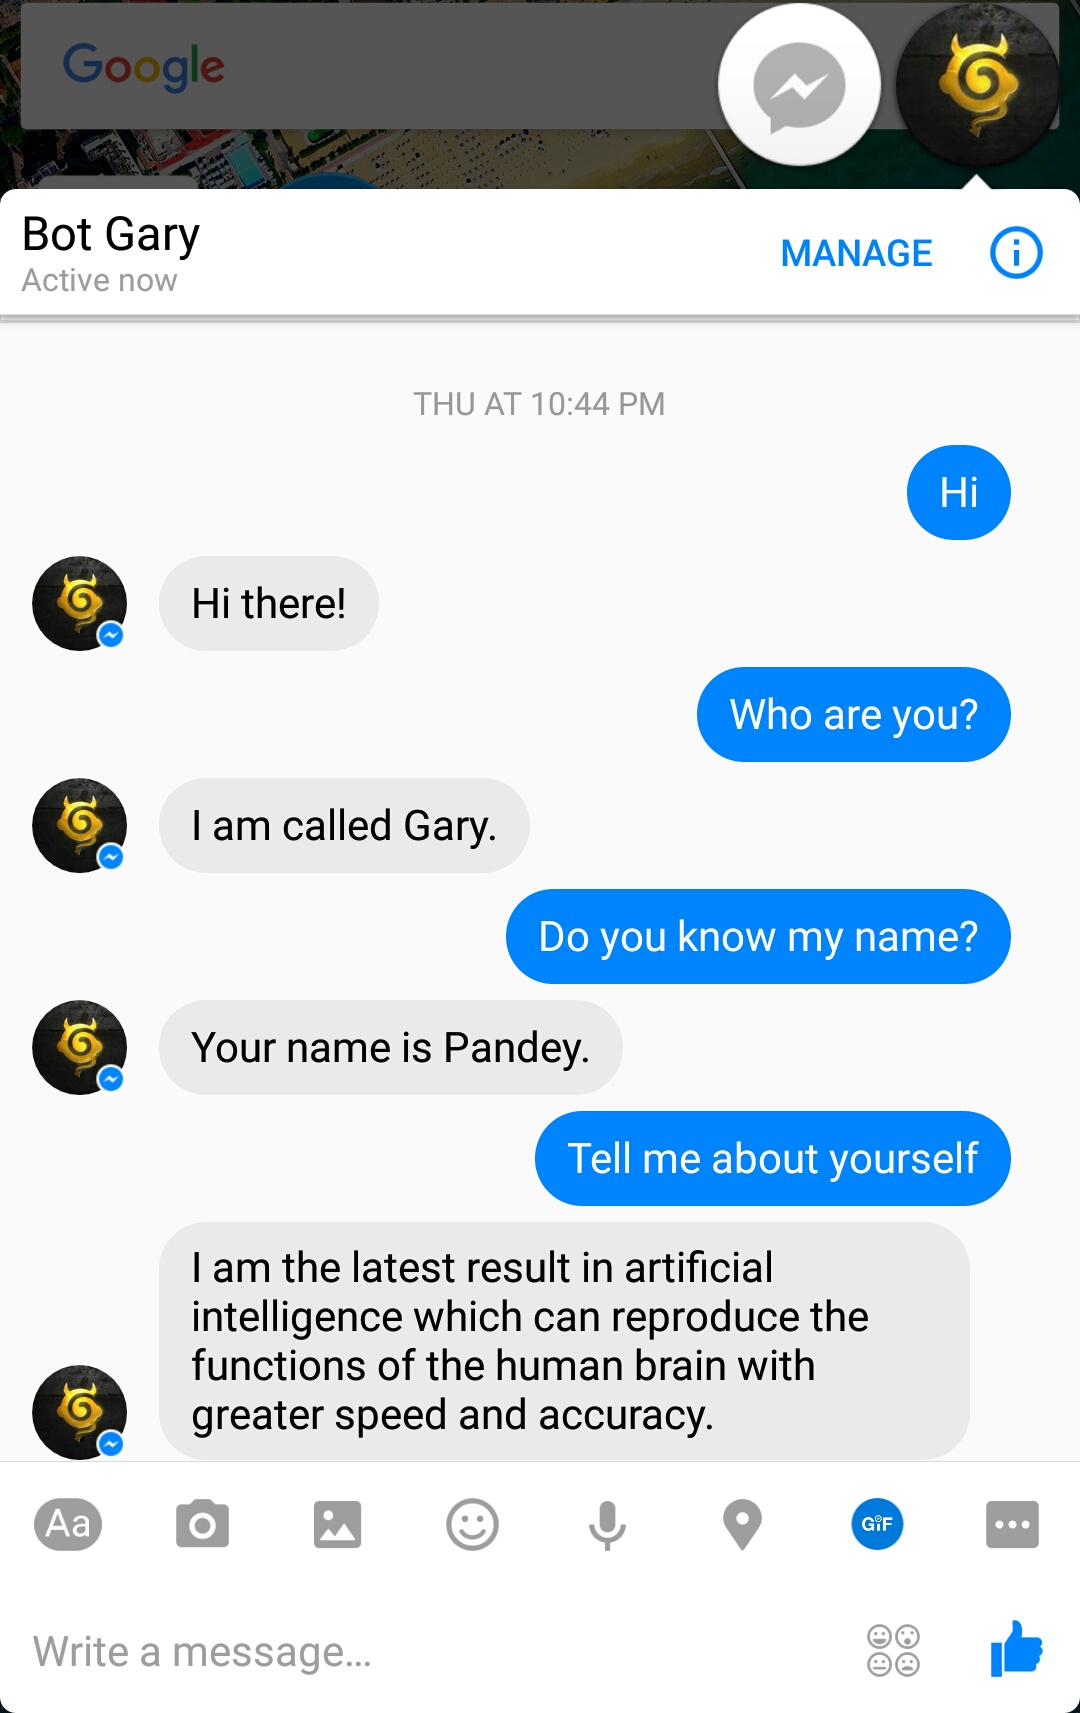 Google
Bot Gary
Active now
MANAGE
THU AT 10:44 PM
Hi
Hi there!
Who are you?
I am called Gary.
Do you know my name?
Your name is Pandey.
Tell me about yourself
I am the latest result in artificial
intelligence which can reproduce the
functions of the human brain with
greater speed and accuracy.
Aa
GIF
Write a message...